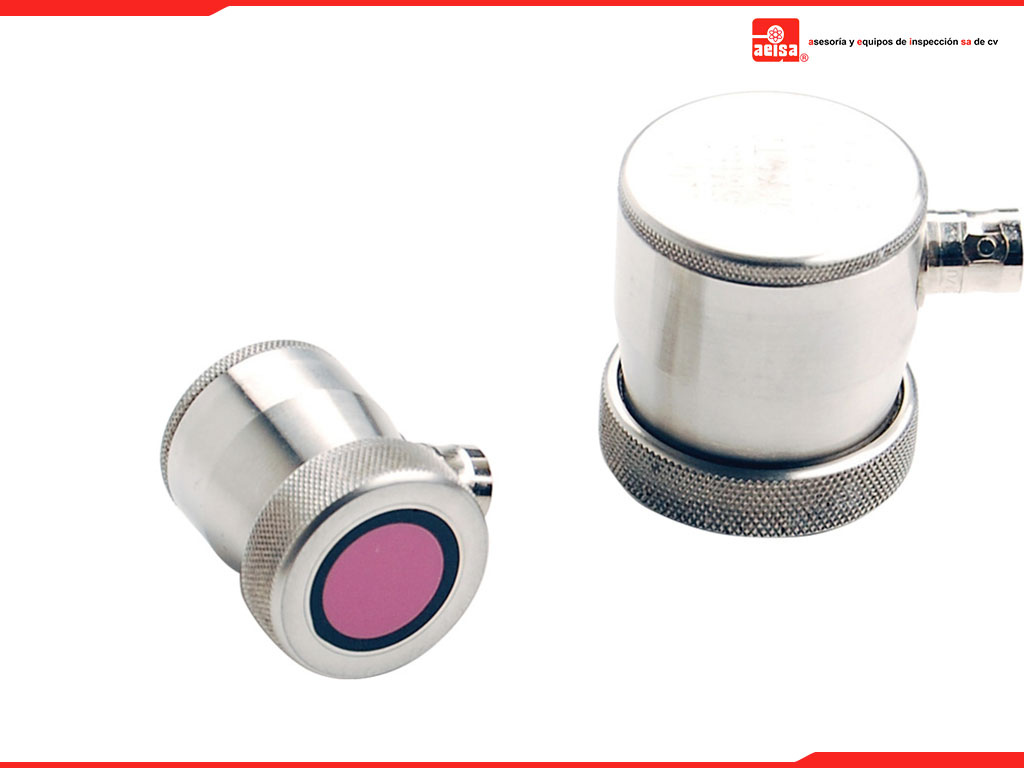 aeisa®
asesoría y equipos de inspección sa de cv